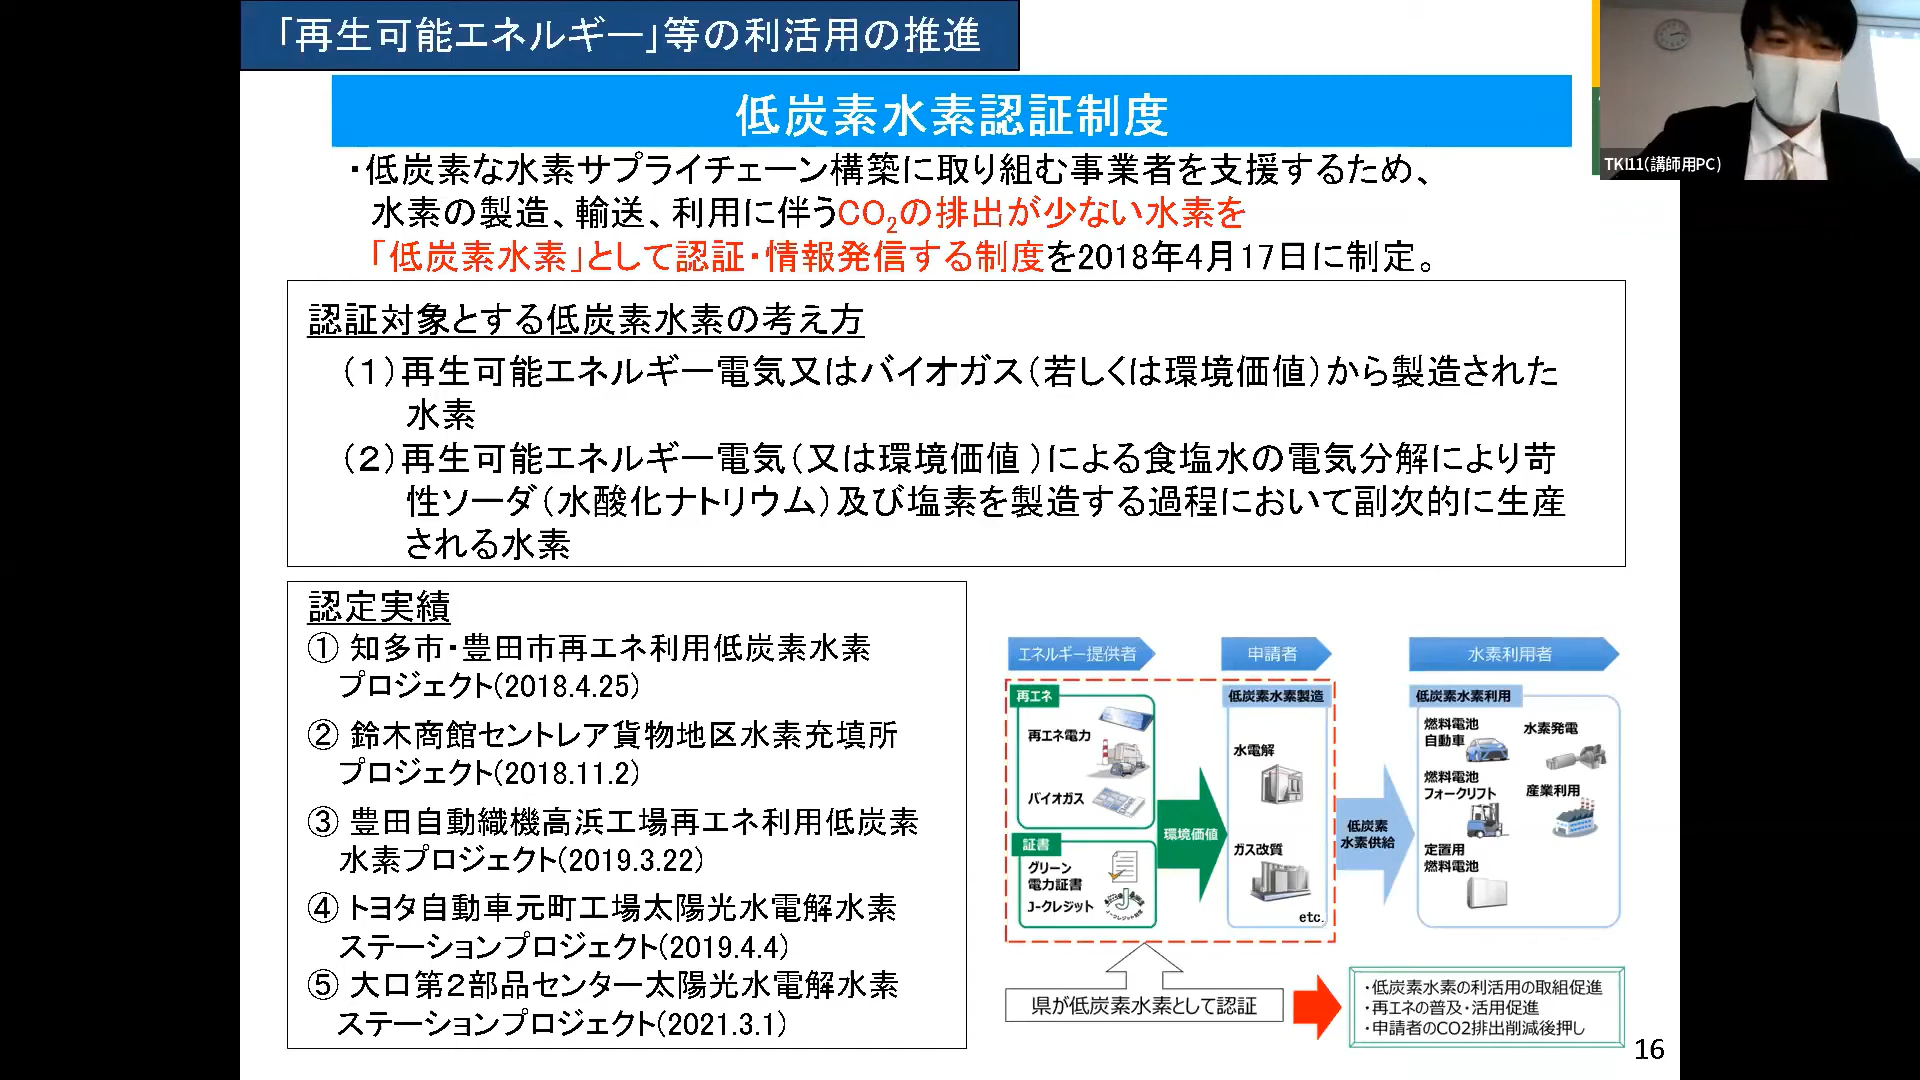 「再生可能エネルギー」等の利活用の推進
低炭素水素認証制度
TKI11(講師用PC)
・低炭素な水素サプライチェーン構築に取り組む事業者を支援するため、
水素の製造、輸送、利用に伴うCO2の排出が少ない水素を
「低炭素水素」として認証・情報発信する制度を2018年4月17日に制定。
認証対象とする低炭素水素の考え方
（１）再生可能エネルギー電気又はバイオガス（若しくは環境価値）から製造された
水素
（２）再生可能エネルギー電気（又は環境価値 ）による食塩水の電気分解により苛
性ソーダ（水酸化ナトリウム）及び塩素を製造する過程において副次的に生産
される水素
認定実績
① 知多市・豊田市再エネ利用低炭素水素
プロジェクト(2018.4.25)
② 鈴木商館セントレア貨物地区水素充填所
プロジェクト(2018.11.2)
③ 豊田自動織機高浜工場再エネ利用低炭素
水素プロジェクト(2019.3.22)
④ トヨタ自動車元町工場太陽光水電解水素
ステーションプロジェクト(2019.4.4)
⑤ 大口第２部品センター太陽光水電解水素
ステーションプロジェクト(2021.3.1)
エネルギー提供者
申請者
水素利用者
再エネ
再エネ電力
バイオガス
証書
グリーン
電力証書
J-クレジット
環境価値
低炭素水素製造
水電解
ガス改質
etc.
低炭素
水素供給
低炭素水素利用
燃料電池
自動車
水素発電
燃料電池
フォークリフト
産業利用
定置用
燃料電池
県が低炭素水素として認証
・低炭素水素の利活用の取組促進
・再エネの普及・活用促進
・申請者のCO2排出削減後押し
16